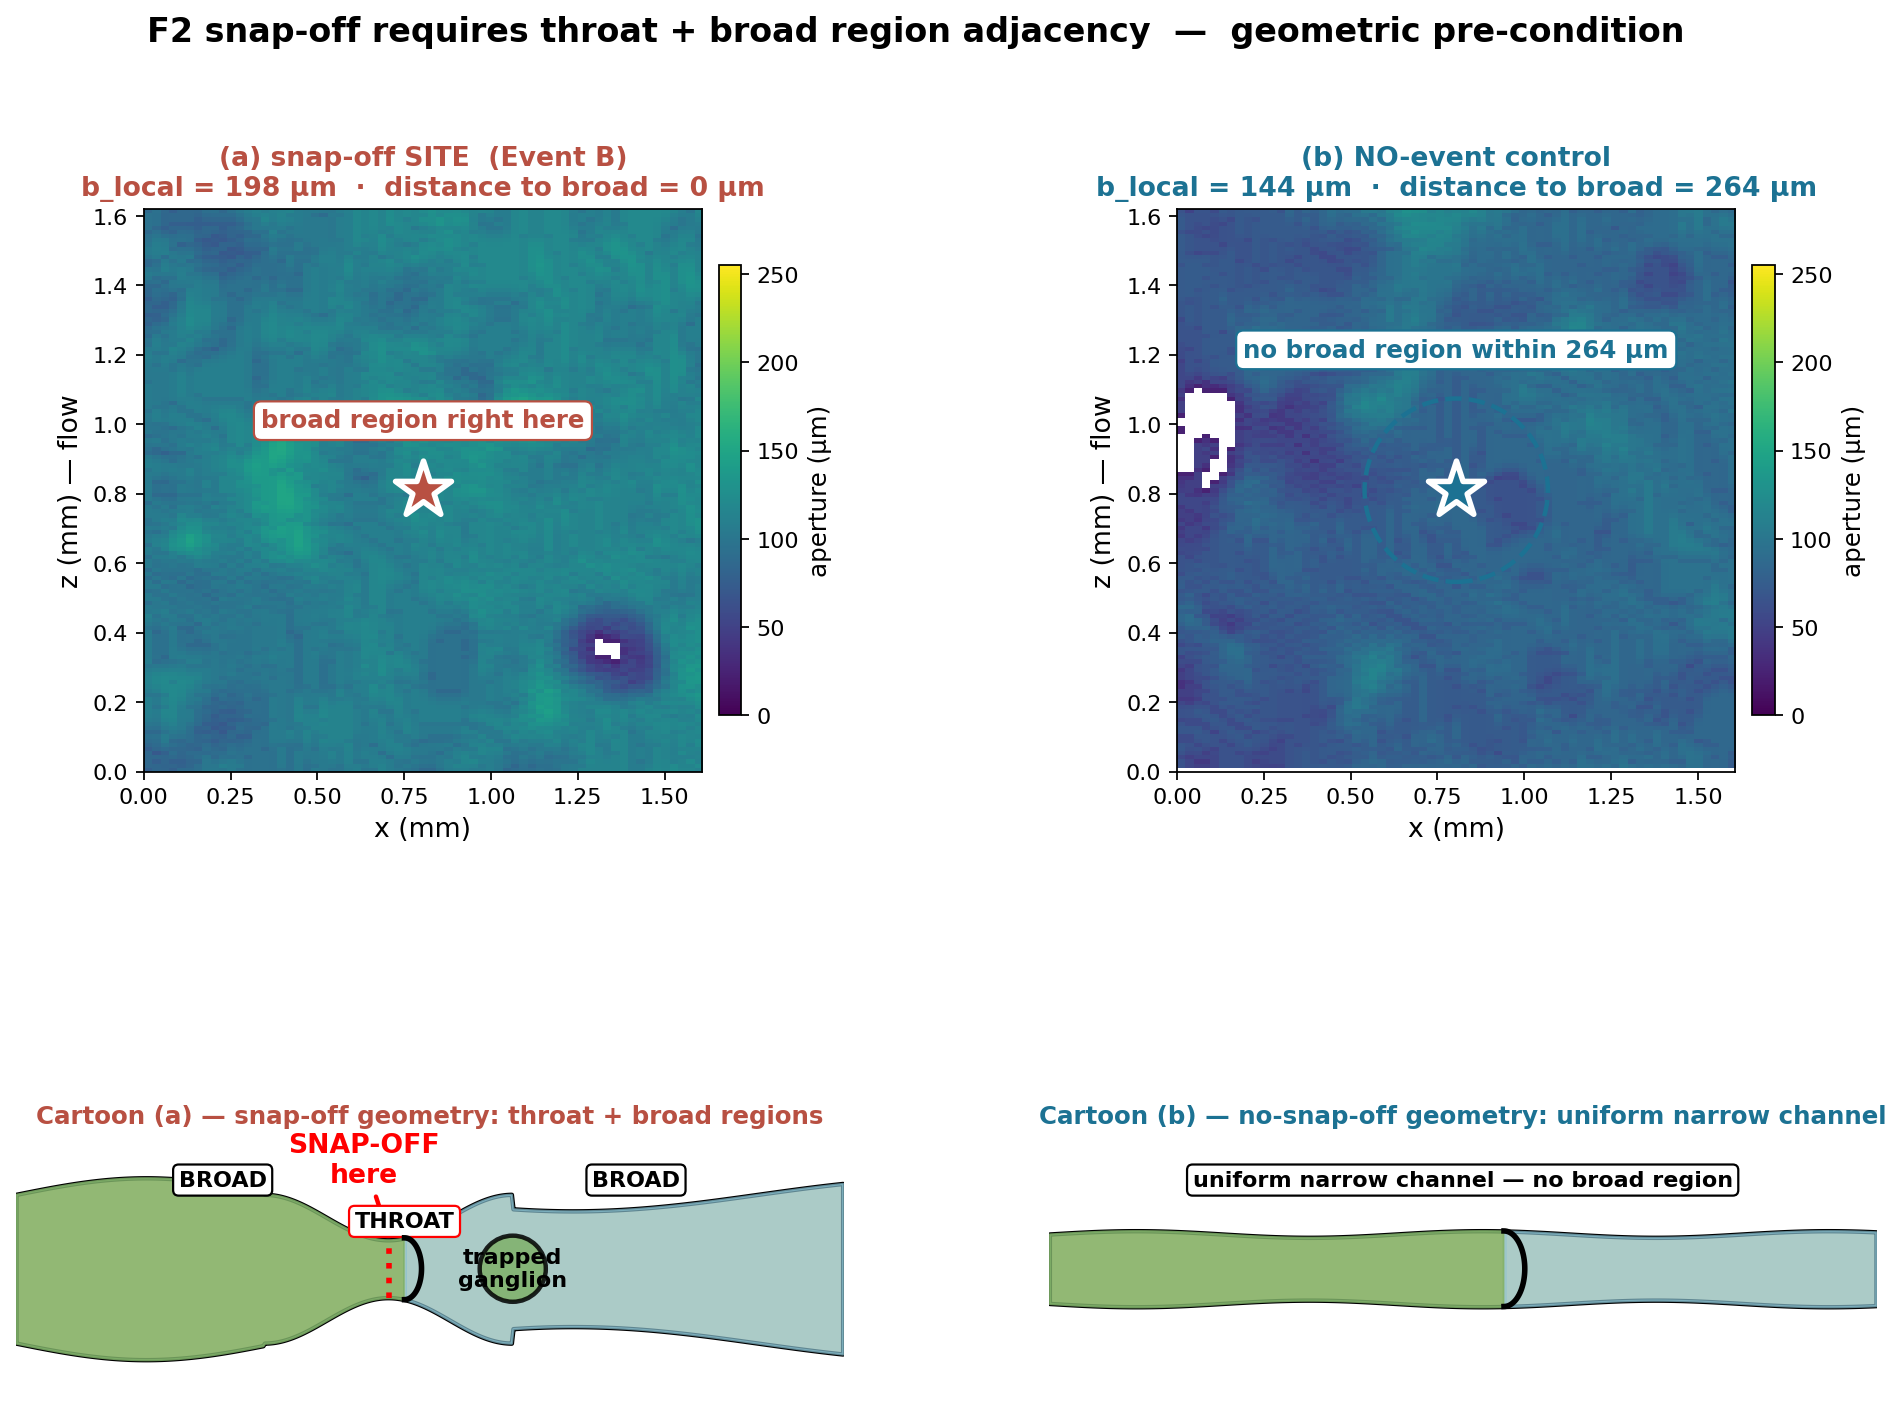 F2 snap-off requires throat + broad region adjacency — geometric pre-condition
(a) snap-off SITE (Event B)
b_local = 198 µm · distance to broad = 0 µm
1.6
1.4
1.2
1.0
0.8
0.6
0.4
0.2
0.0
z (mm) — flow
broad region right here
0.00 0.25 0.50 0.75 1.00 1.25 1.50
x (mm)
250
200
150
100
50
0
aperture (µm)
(b) NO-event control
b_local = 144 µm · distance to broad = 264 µm
1.6
1.4
1.2
1.0
0.8
0.6
0.4
0.2
0.0
z (mm) — flow
no broad region within 264 µm
0.00 0.25 0.50 0.75 1.00 1.25 1.50
x (mm)
250
200
150
100
50
0
aperture (µm)
Cartoon (a) — snap-off geometry: throat + broad regions
SNAP-OFF
here
BROAD
BROAD
THROAT
trapped
ganglion
Cartoon (b) — no-snap-off geometry: uniform narrow channel
uniform narrow channel — no broad region